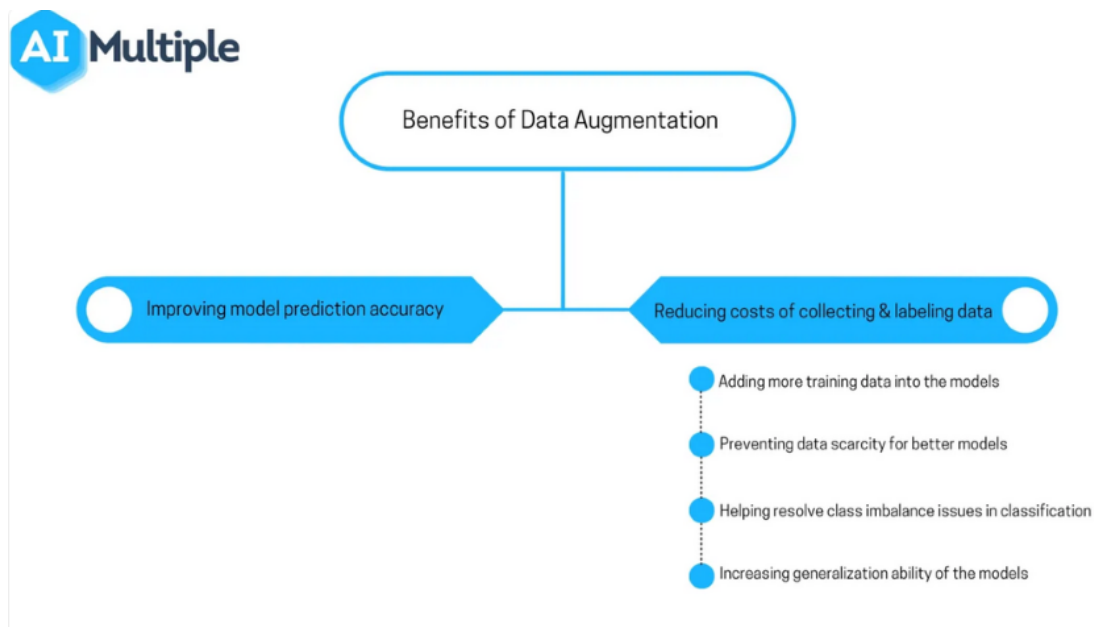 AI Multiple
Benefits of Data Augmentation
Improving model prediction accuracy
Reducing costs of collecting & labeling data
Adding more training data into the models
Preventing data scarcity for better models
Helping resolve class imbalance issues in classification
Increasing generalization ability of the models